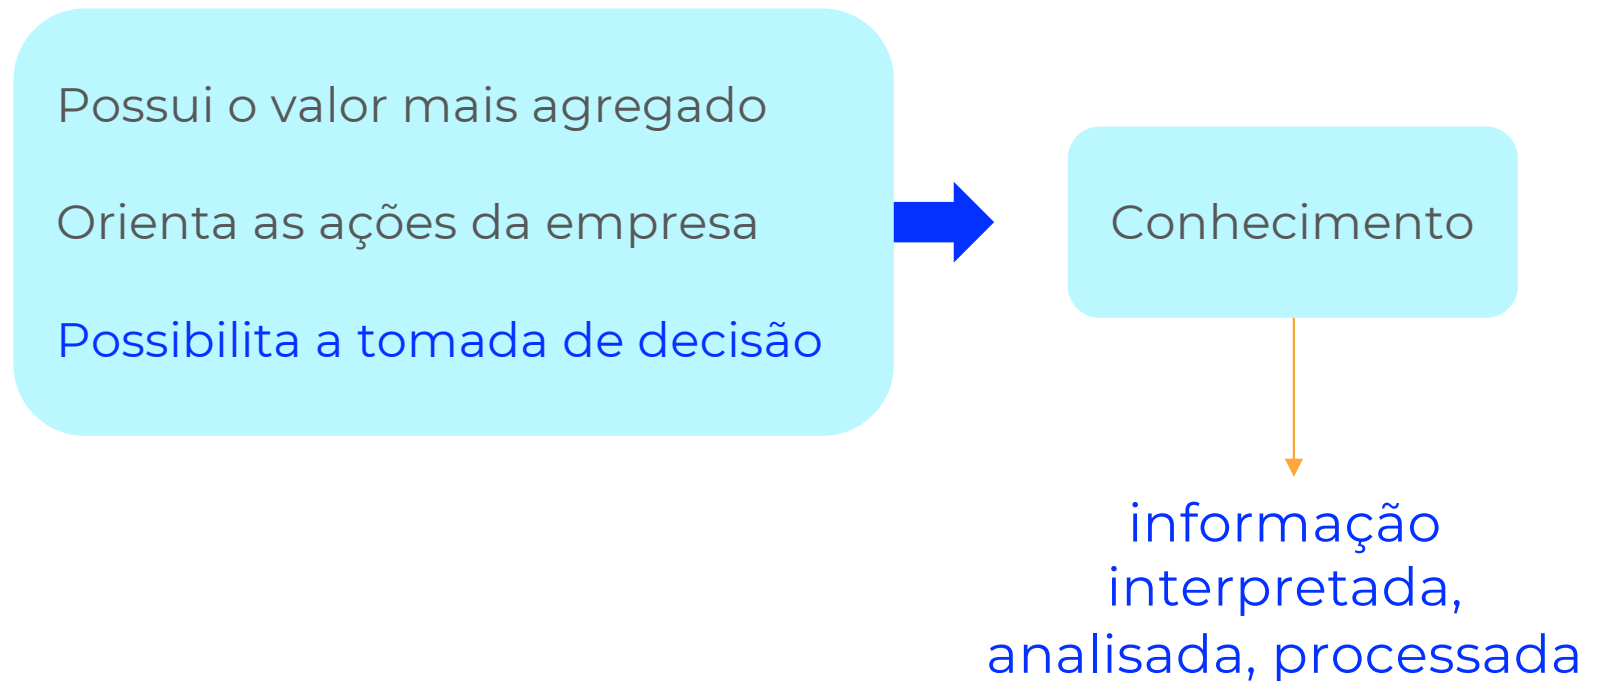 Possui o valor mais agregado
Orienta as ações da empresa
Possibilita a tomada de decisão
Conhecimento
informação
interpretada,
analisada, processada